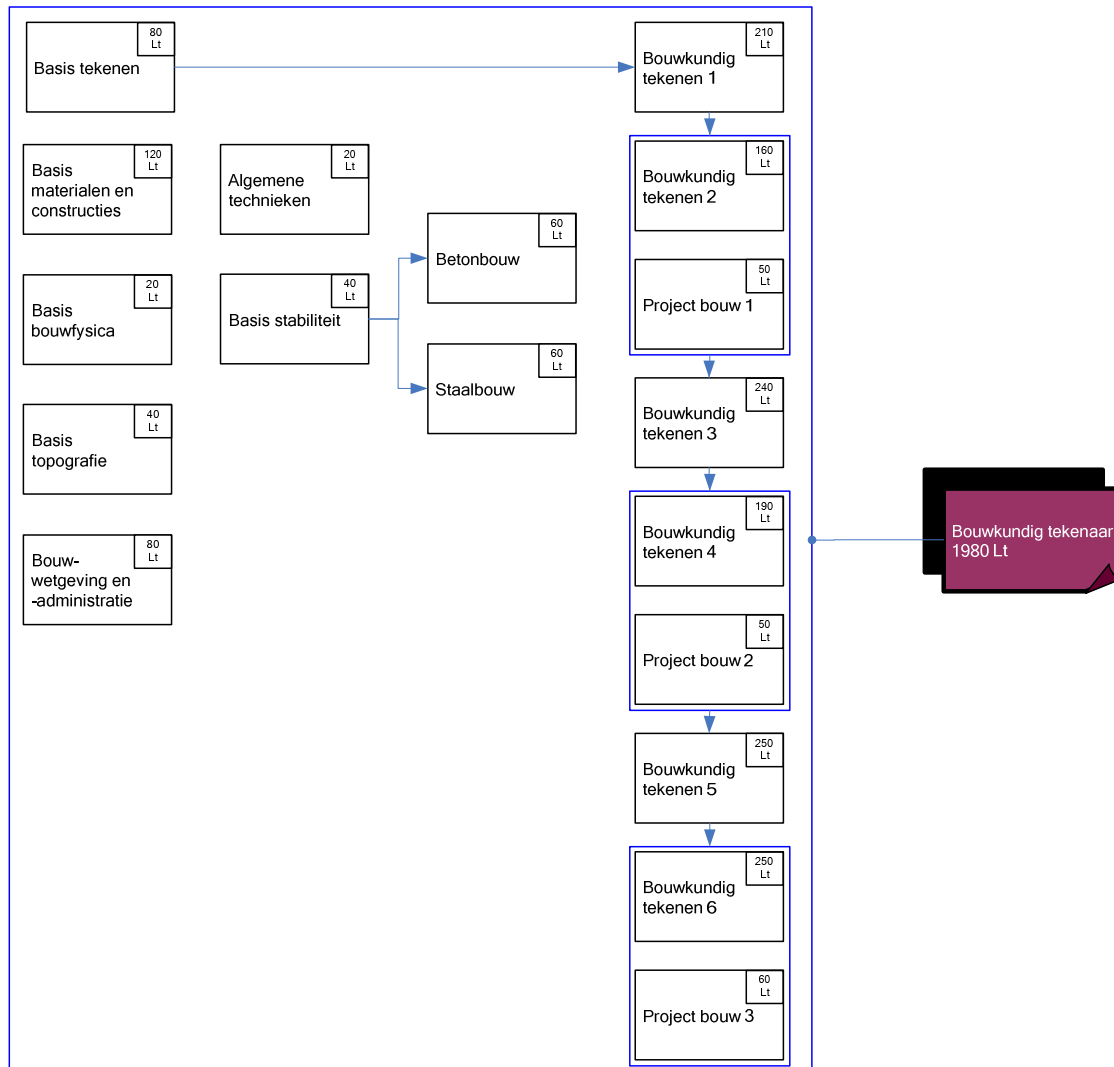 80
Lt
Basis tekenen
210
Lt
Bouwkundig
tekenen 1
120
Lt
Basis
materialen en
constructies
20
Lt
Algemene
technieken
160
Lt
Bouwkundig
tekenen 2
60
Lt
Betonbouw
20
Lt
Basis
bouwfysica
40
Lt
Basis stabiliteit
50
Lt
Project bouw 1
60
Lt
Staalbouw
240
Lt
Bouwkundig
tekenen 3
40
Lt
Basis
topografie
190
Lt
Bouwkundig
tekenen 4
Bouwkundig tekenaar
1980 Lt
80
Lt
Bouw-
wetgeving en
-administratie
50
Lt
Project bouw 2
250
Lt
Bouwkundig
tekenen 5
250
Lt
Bouwkundig
tekenen 6
60
Lt
Project bouw 3